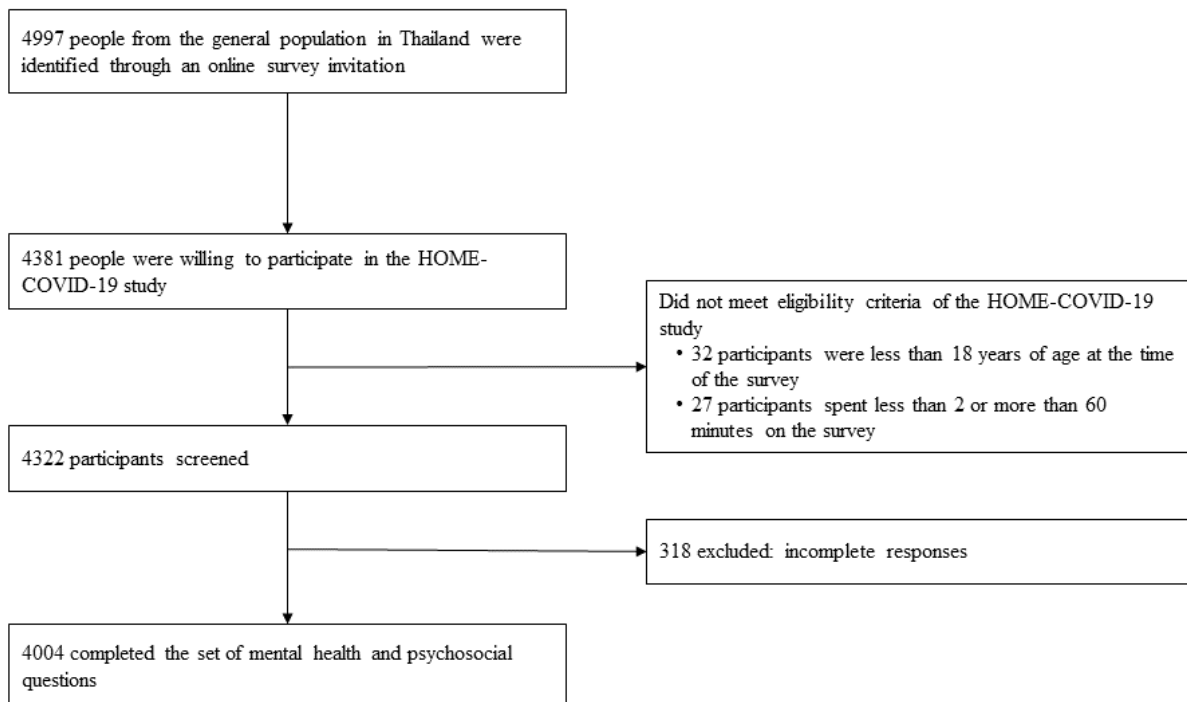 4997 people from the general population in Thailand were
identified through an online survey invitation
4381 people were willing to participate in the HOME-
COVID-19 study
Did not meet eligibility criteria of the HOME-COVID-19
study
• 32 participants were less than 18 years of age at the time
of the survey
• 27 participants spent less than 2 or more than 60
minutes on the survey
4322 participants screened
318 excluded: incomplete responses
4004 completed the set of mental health and psychosocial
questions